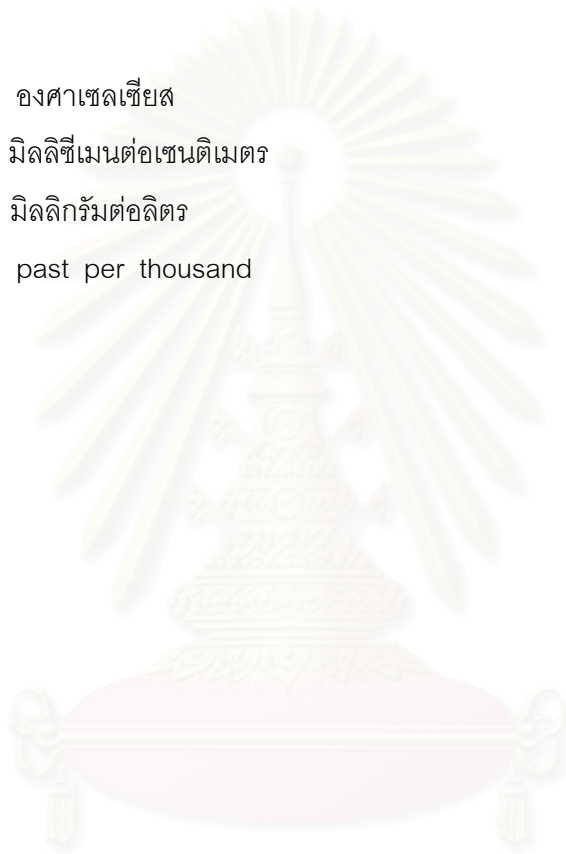 องศาเซลเซียส
มิลลิซีเมนต่อเซนติเมตร
มิลลิกรัมต่อลิตร
past per thousand